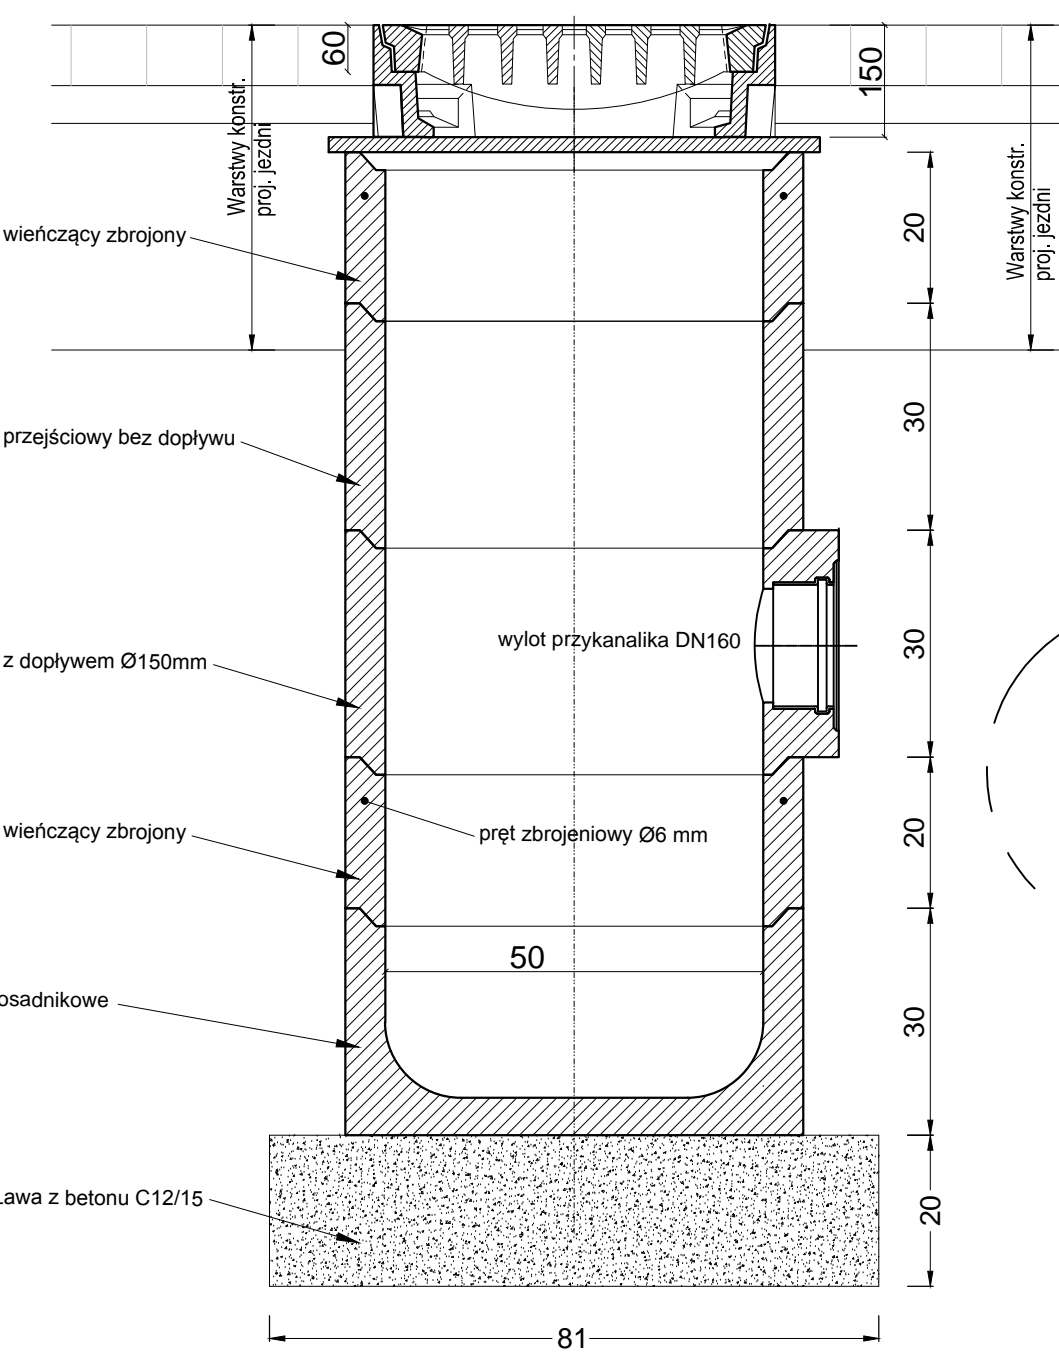 60
150
Warstwy konstr.
proj. jezdni
Warstwy konstr.
proj. jezdni
wieńczący zbrojony
20
przejściowy bez dopływu
30
wylot przykanalika DN160
30
z dopływem Ø150mm
wieńczący zbrojony
pręt zbrojeniowy Ø6 mm
20
50
osadnikowe
30
Ława z betonu C12/15
20
81